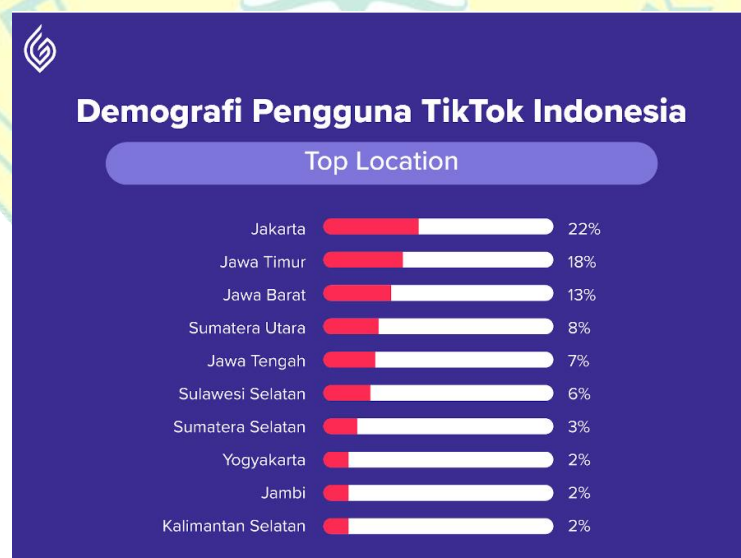 Demografi Pengguna TikTok Indonesia
Top Location
Jakarta 22%
Jawa Timur 18%
Jawa Barat 13%
Sumatera Utara 8%
Jawa Tengah 7%
Sulawesi Selatan 6%
Sumatera Selatan 3%
Yogyakarta 2%
Jambi 2%
Kalimantan Selatan 2%